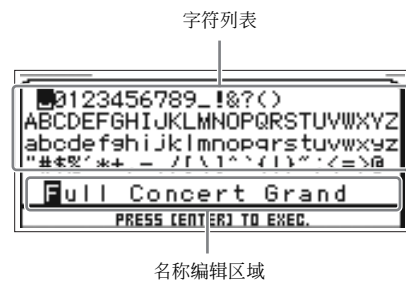 字符列表
0123456789_!&?()
ABCDEFGHIJKLMNOPQRSTUVWXYZ
abcdefghijklmnopqrstuvwxyz
Full Concert Grand
PRESS [ENTER] TO EXEC.
名称编辑区域